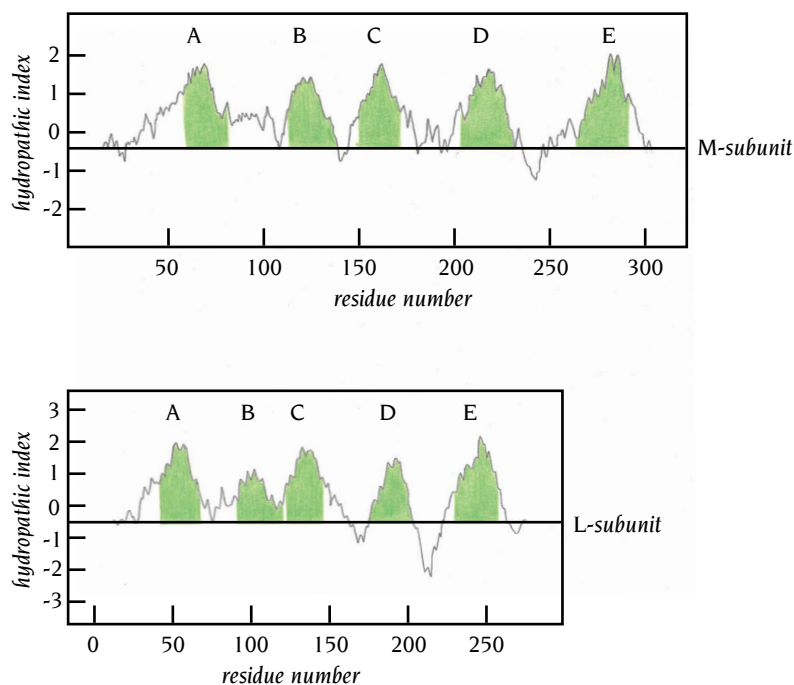 A B C D E
hydropathic index
2
1
0
-1
-2
M-subunit
50 100 150 200 250 300
residue number
A B C D E
hydropathic index
3
2
1
0
-1
-2
-3
L-subunit
0 50 100 150 200 250
residue number